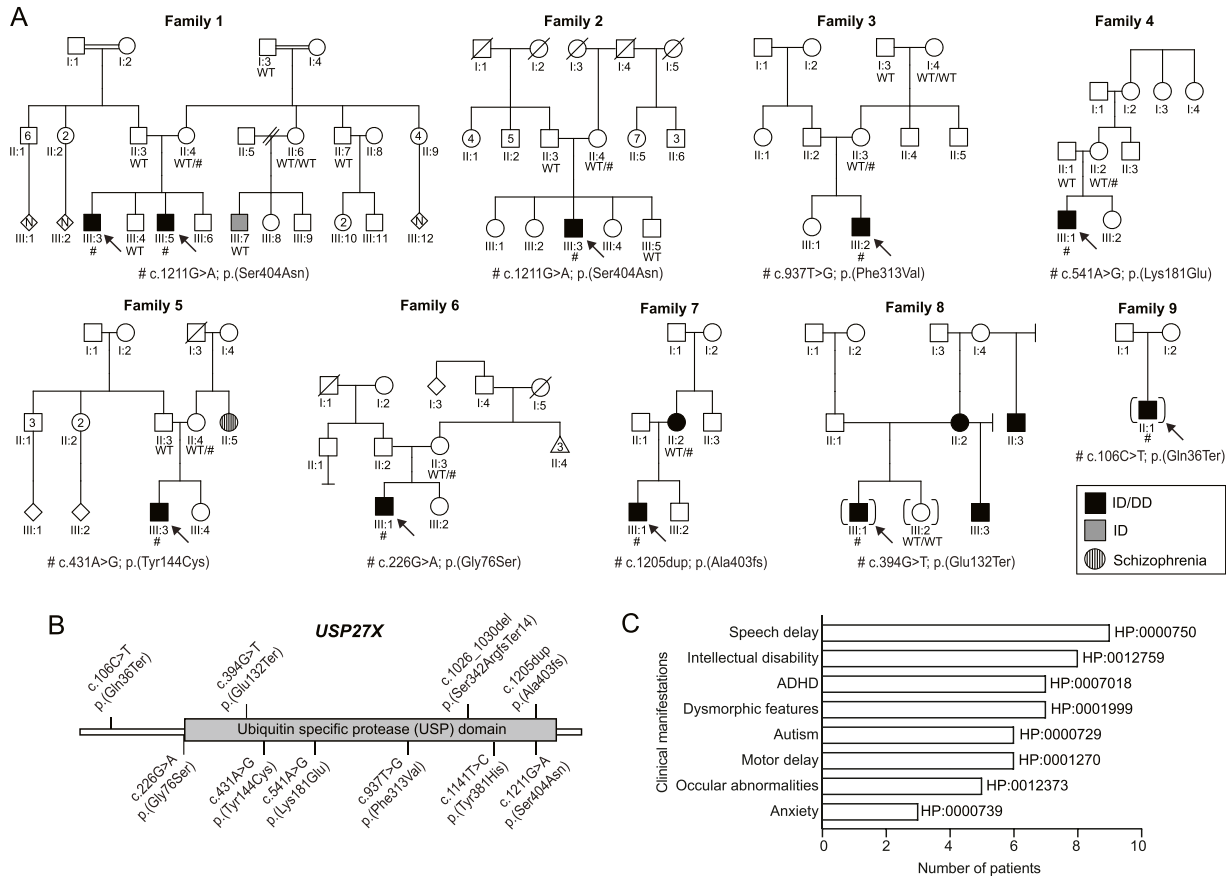 A
Family 1
Family 2
Family 3
Family 4
I:1
I:2
I:3
WT
I:4
6
II:1
2
II:2
II:3
WT
II:4
WT/#
II:5
II:6
WT/WT
II:7
WT
II:8
4
II:9
N
III:1
N
III:2
III:3
#
III:4
WT
III:5
#
III:6
III:7
WT
III:8
III:9
2
III:10
III:11
N
III:12
# c.1211G>A; p.(Ser404Asn)
I:1
I:2
I:3
I:4
I:5
4
II:1
5
II:2
II:3
WT
II:4
WT/#
7
II:5
3
II:6
III:1
III:2
III:3
#
III:4
III:5
WT
# c.1211G>A; p.(Ser404Asn)
I:1
I:2
I:3
WT
I:4
WT/WT
II:1
II:2
II:3
WT/#
II:4
II:5
III:1
III:2
#
# c.937T>G; p.(Phe313Val)
I:1
I:2
I:3
I:4
II:1
WT
II:2
WT/#
II:3
III:1
#
III:2
# c.541A>G; p.(Lys181Glu)
Family 5
Family 6
Family 7
Family 8
Family 9
I:1
I:2
I:3
I:4
3
II:1
2
II:2
II:3
WT
II:4
WT/#
II:5
III:1
III:2
III:3
#
III:4
# c.431A>G; p.(Tyr144Cys)
I:1
I:2
I:3
I:4
I:5
II:1
II:2
II:3
WT/#
3
II:4
III:1
#
III:2
# c.226G>A; p.(Gly76Ser)
I:1
I:2
II:1
II:2
WT/#
II:3
III:1
#
III:2
# c.1205dup; p.(Ala403fs)
I:1
I:2
I:3
I:4
II:1
II:2
II:3
III:1
#
III:2
WT/WT
III:3
# c.394G>T; p.(Glu132Ter)
I:1
I:2
II:1
#
# c.106C>T; p.(Gln36Ter)
ID/DD
ID
Schizophrenia
B
USP27X
c.106C>T
p.(Gln36Ter)
c.394G>T
p.(Glu132Ter)
c.1026_1030del
p.(Ser342ArgfsTer14)
c.1205dup
p.(Ala403fs)
Ubiquitin specific protease (USP) domain
c.226G>A
p.(Gly76Ser)
c.431A>G
p.(Tyr144Cys)
c.541A>G
p.(Lys181Glu)
c.937T>G
p.(Phe313Val)
c.1141T>C
p.(Tyr381His)
c.1211G>A
p.(Ser404Asn)
C
Clinical manifestations
Speech delay HP:0000750
Intellectual disability HP:0012759
ADHD HP:0007018
Dysmorphic features HP:0001999
Autism HP:0000729
Motor delay HP:0001270
Occular abnormalities HP:0012373
Anxiety HP:0000739
0 2 4 6 8 10
Number of patients